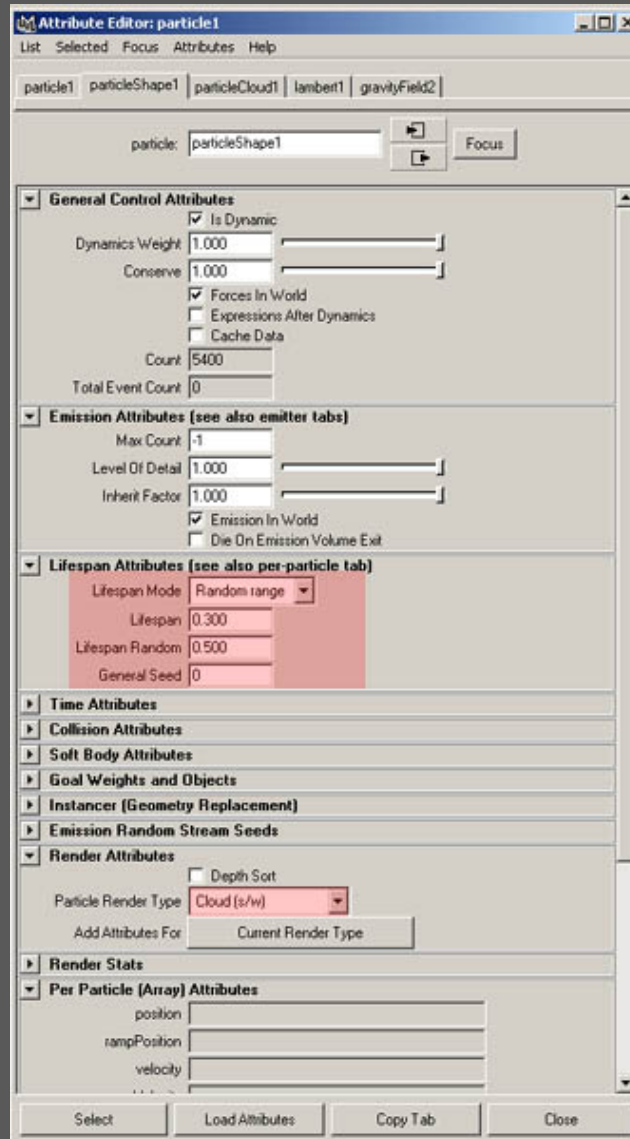 Attribute Editor: particle1
List Selected Focus Attributes Help
particle1 particleShape1 particleCloud1 lambert1 gravityField2
particle: particleShape1 Focus
General Control Attributes
Is Dynamic
Dynamics Weight 1.000
Conserve 1.000
Forces In World
Expressions After Dynamics
Cache Data
Count 5400
Total Event Count 0
Emission Attributes (see also emitter tabs)
Max Count -1
Level Of Detail 1.000
Inherit Factor 1.000
Emission In World
Die On Emission Volume Exit
Lifespan Attributes (see also per-particle tab)
Lifespan Mode Random range
Lifespan 0.300
Lifespan Random 0.500
General Seed 0
Time Attributes
Collision Attributes
Soft Body Attributes
Goal Weights and Objects
Instancer (Geometry Replacement)
Emission Random Stream Seeds
Render Attributes
Depth Sort
Particle Render Type Cloud (s/w)
Add Attributes For Current Render Type
Render Stats
Per Particle (Array) Attributes
position
rampPosition
velocity
Select Load Attributes Copy Tab Close